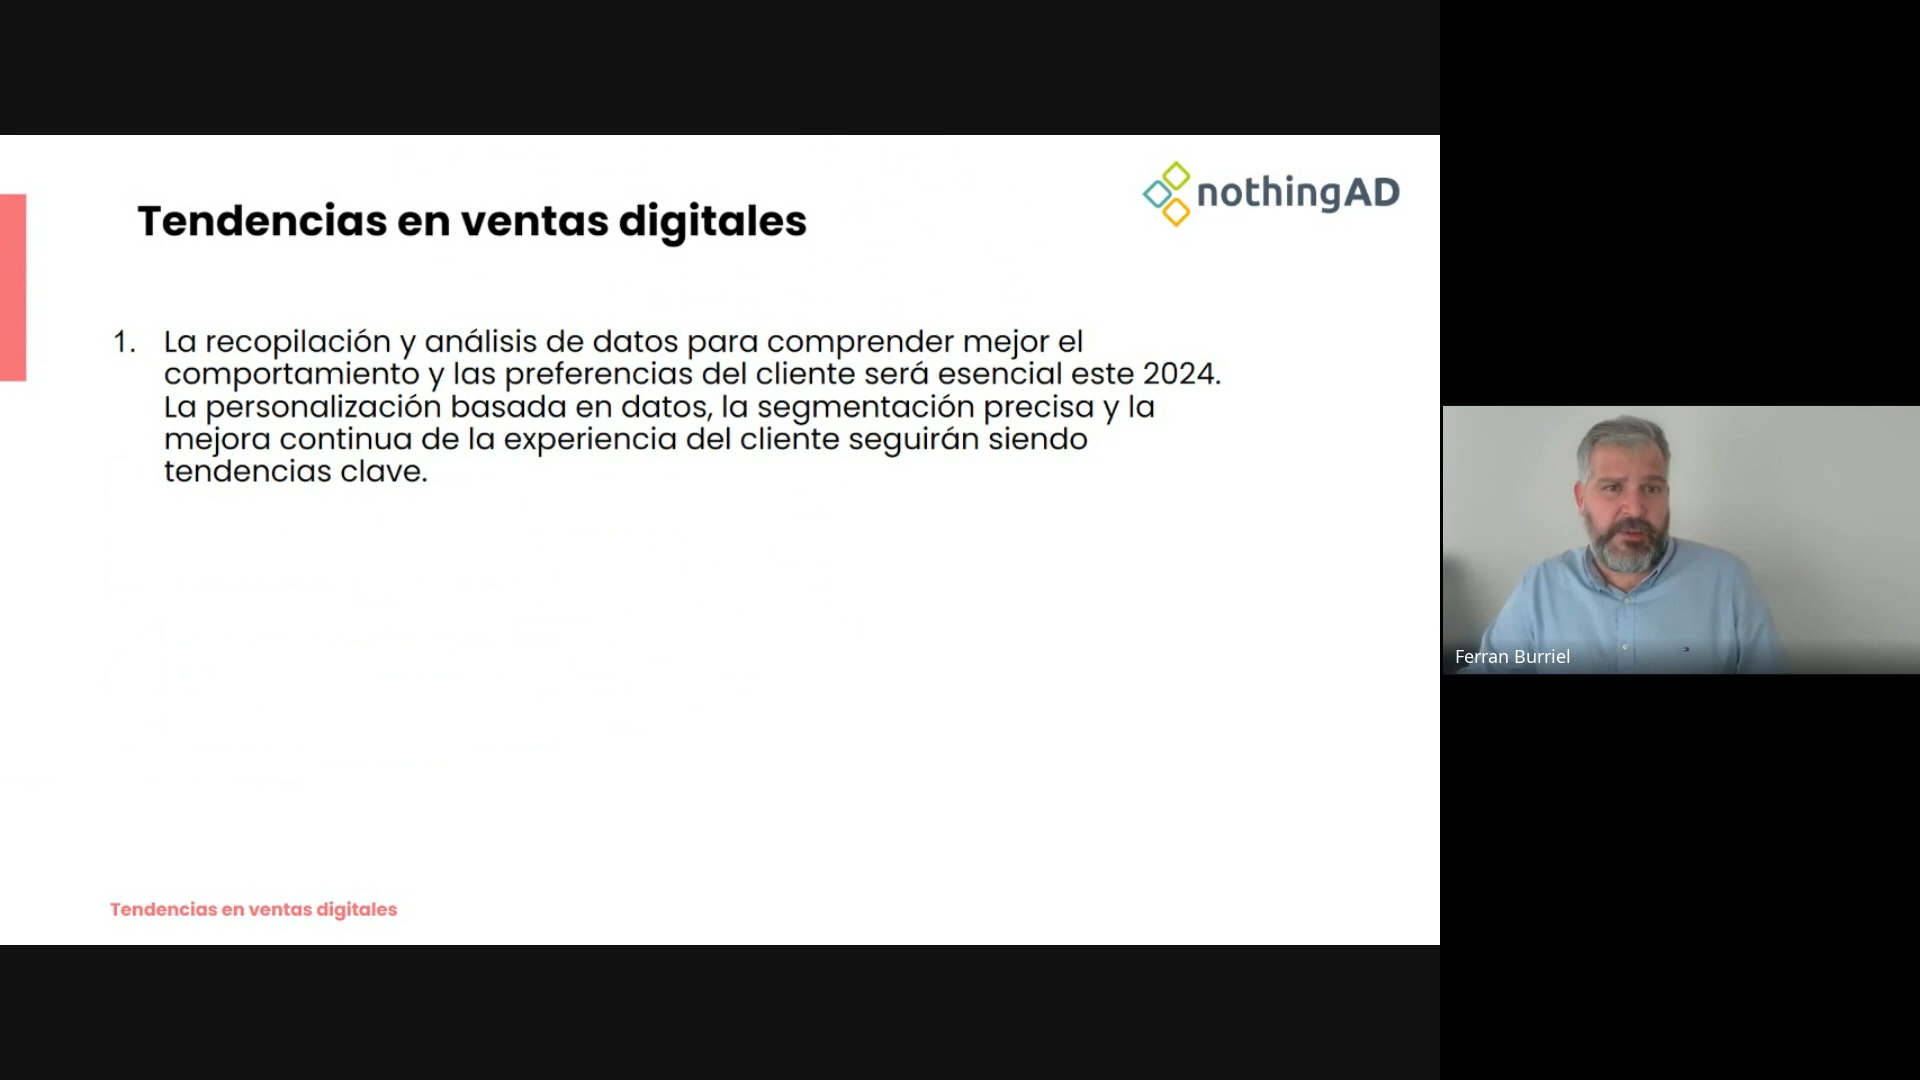 nothingAD
Tendencias en ventas digitales
1. La recopilación y análisis de datos para comprender mejor el
comportamiento y las preferencias del cliente será esencial este 2024.
La personalización basada en datos, la segmentación precisa y la
mejora continua de la experiencia del cliente seguirán siendo
tendencias clave.
Ferran Burriel
Tendencias en ventas digitales